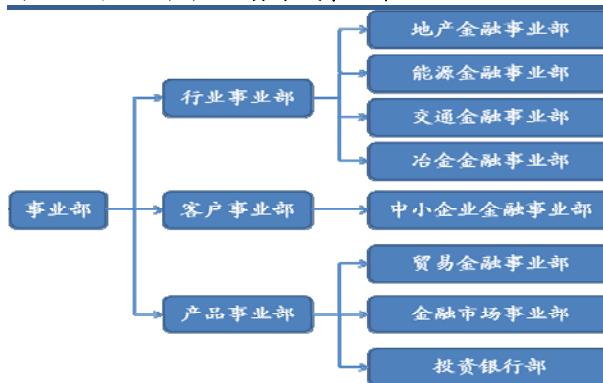 事业部
行业事业部
地产金融事业部
能源金融事业部
交通金融事业部
冶金金融事业部
客户事业部
中小企业金融事业部
产品事业部
贸易金融事业部
金融市场事业部
投资银行部